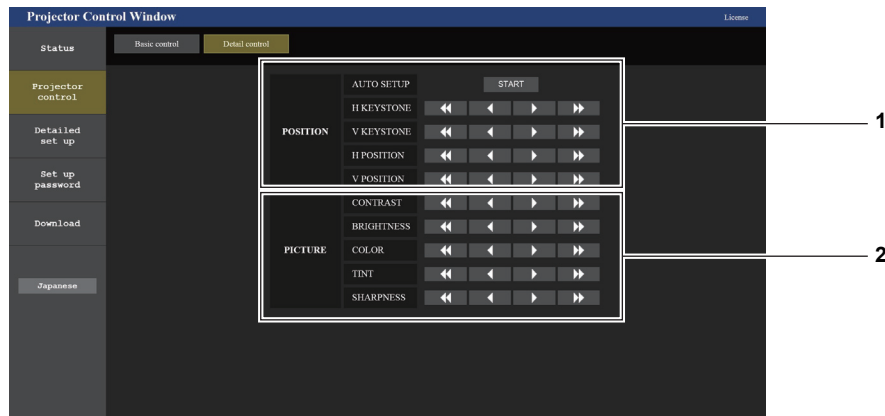 Projector Control Window
License
Status
Basic control
Detail control
Projector
control
Detailed
set up
Set up
password
Download
Japanese
POSITION
AUTO SETUP
START
H KEYSTONE
V KEYSTONE
H POSITION
V POSITION
PICTURE
CONTRAST
BRIGHTNESS
COLOR
TINT
SHARPNESS
1
2